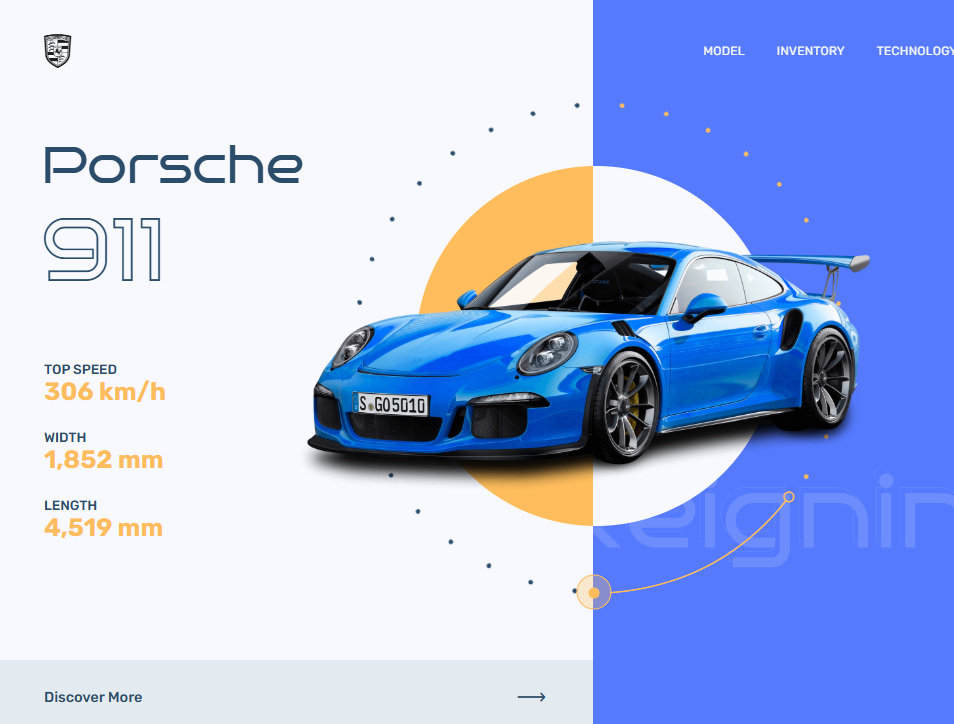 MODEL INVENTORY TECHNOLOGY
Porsche
911
TOP SPEED
306 km/h
WIDTH
1,852 mm
LENGTH
4,519 mm
S GO5010
Reignin
Discover More